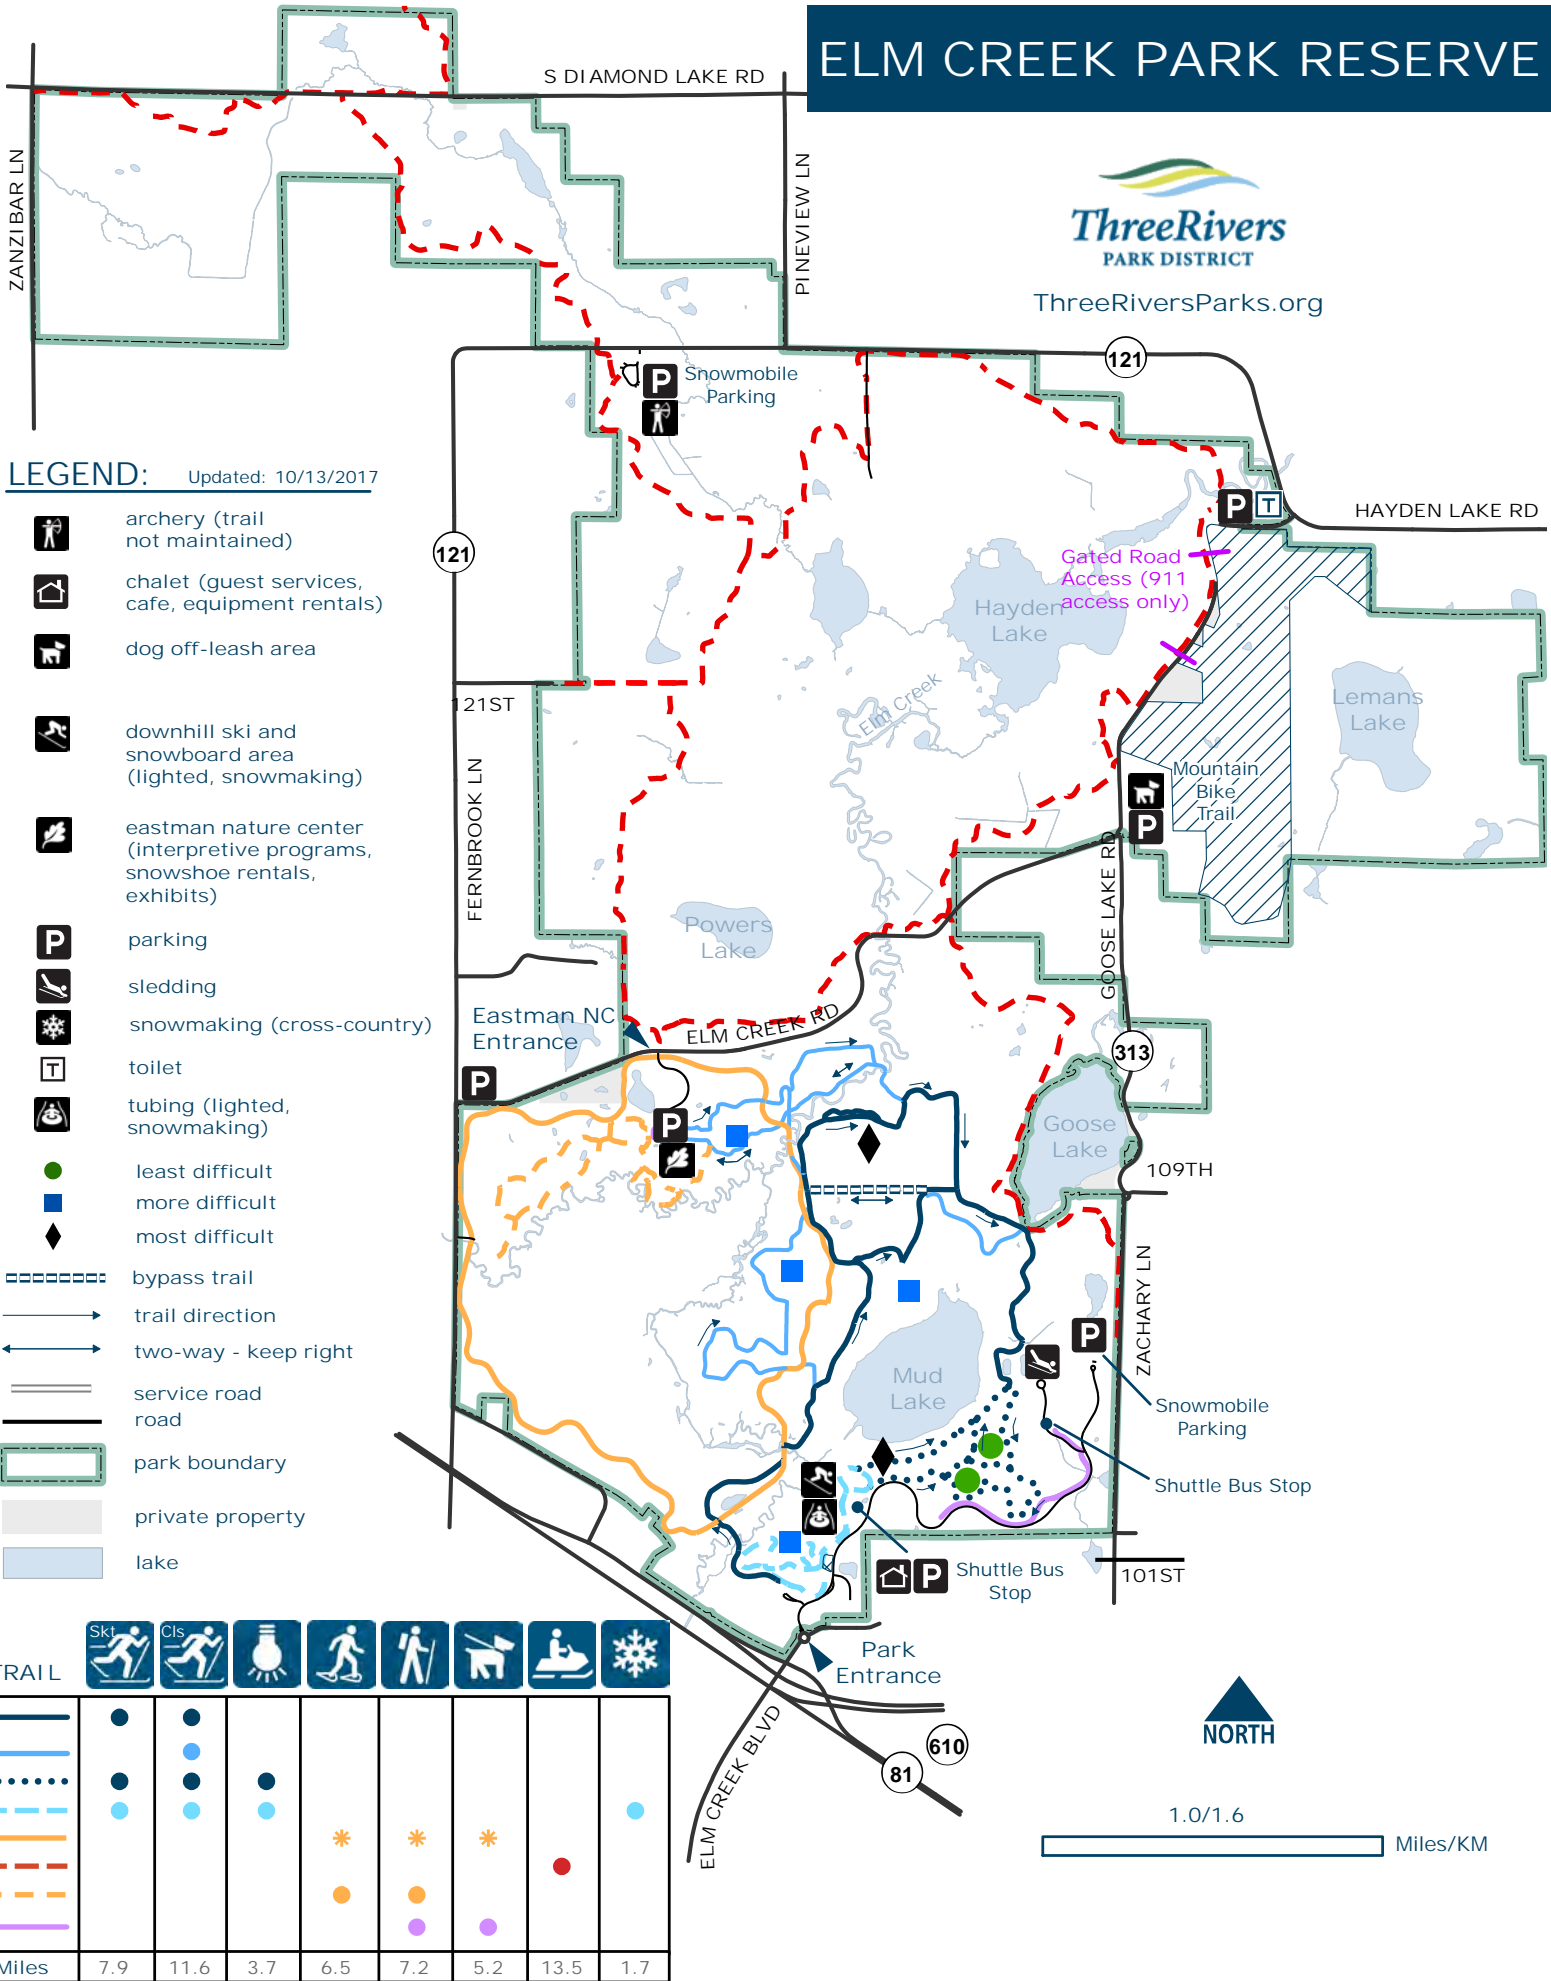 ELM CREEK PARK RESERVE
S DIAMOND LAKE RD
ZANZIBAR LN
PINEVIEW LN
ThreeRivers
PARK DISTRICT
ThreeRiversParks.org
121
Snowmobile
Parking
P
LEGEND: Updated: 10/13/2017
archery (trail
not maintained)
chalet (guest services,
cafe, equipment rentals)
dog off-leash area
downhill ski and
snowboard area
(lighted, snowmaking)
eastman nature center
(interpretive programs,
snowshoe rentals,
exhibits)
P parking
sledding
snowmaking (cross-country)
T toilet
tubing (lighted,
snowmaking)
least difficult
more difficult
most difficult
bypass trail
trail direction
two-way - keep right
service road
road
park boundary
private property
lake
P T
HAYDEN LAKE RD
121
Gated Road
Access (911
access only)
Hayden
Lake
Elm Creek
Lemans
Lake
121ST
FERNBROOK LN
Mountain
Bike
Trail
P
GOOSE LAKE RD
Powers
Lake
Eastman NC
Entrance
ELM CREEK RD
313
P
P
Goose
Lake
109TH
ZACHARY LN
P
Mud
Lake
Snowmobile
Parking
Shuttle Bus Stop
P
Shuttle Bus
Stop
101ST
Park
Entrance
ELM CREEK BLVD
610
81
NORTH
1.0/1.6
Miles/KM
TRAIL Skt Cls
Miles 7.9 11.6 3.7 6.5 7.2 5.2 13.5 1.7